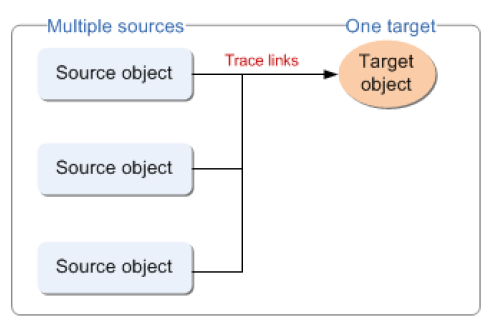 Multiple sources
One target
Source object
Trace links
Target
object
Source object
Source object